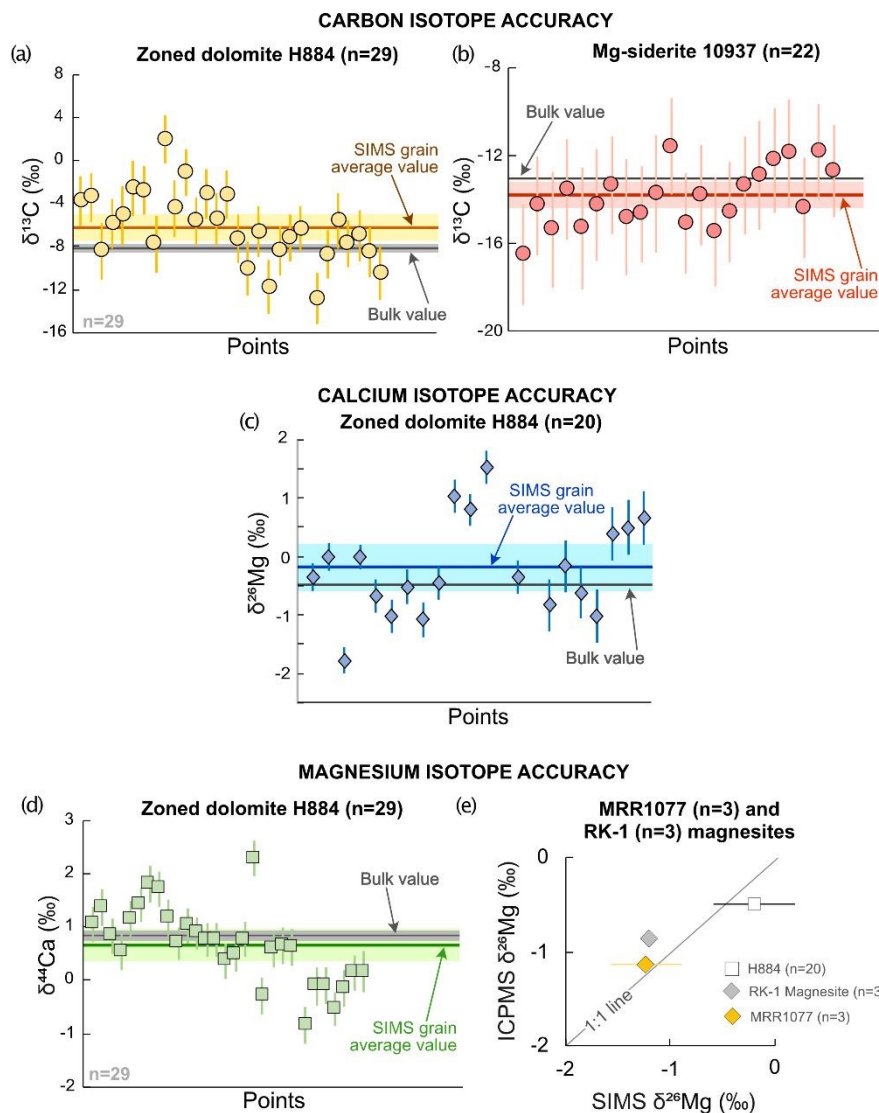 CARBON ISOTOPE ACCURACY
(a)
Zoned dolomite H884 (n=29)
8
4
0
-4
-8
-12
-16
δ¹³C (‰)
SIMS grain
average value
Bulk value
n=29
Points
(b)
Mg-siderite 10937 (n=22)
-8
-12
-16
-20
δ¹³C (‰)
Bulk value
SIMS grain
average value
Points
CALCIUM ISOTOPE ACCURACY
(c)
Zoned dolomite H884 (n=20)
2
1
0
-1
-2
δ²⁶Mg (‰)
SIMS grain
average value
Bulk value
Points
MAGNESIUM ISOTOPE ACCURACY
(d)
Zoned dolomite H884 (n=29)
3
2
1
0
-1
-2
δ⁴⁴Ca (‰)
Bulk value
SIMS grain
average value
n=29
Points
(e)
MRR1077 (n=3) and
RK-1 (n=3) magnesites
0
-1
-2
ICPMS δ²⁶Mg (‰)
1:1 line
H884 (n=20)
RK-1 Magnesite (n=3
MRR1077 (n=3)
-2
-1
0
SIMS δ²⁶Mg (‰)